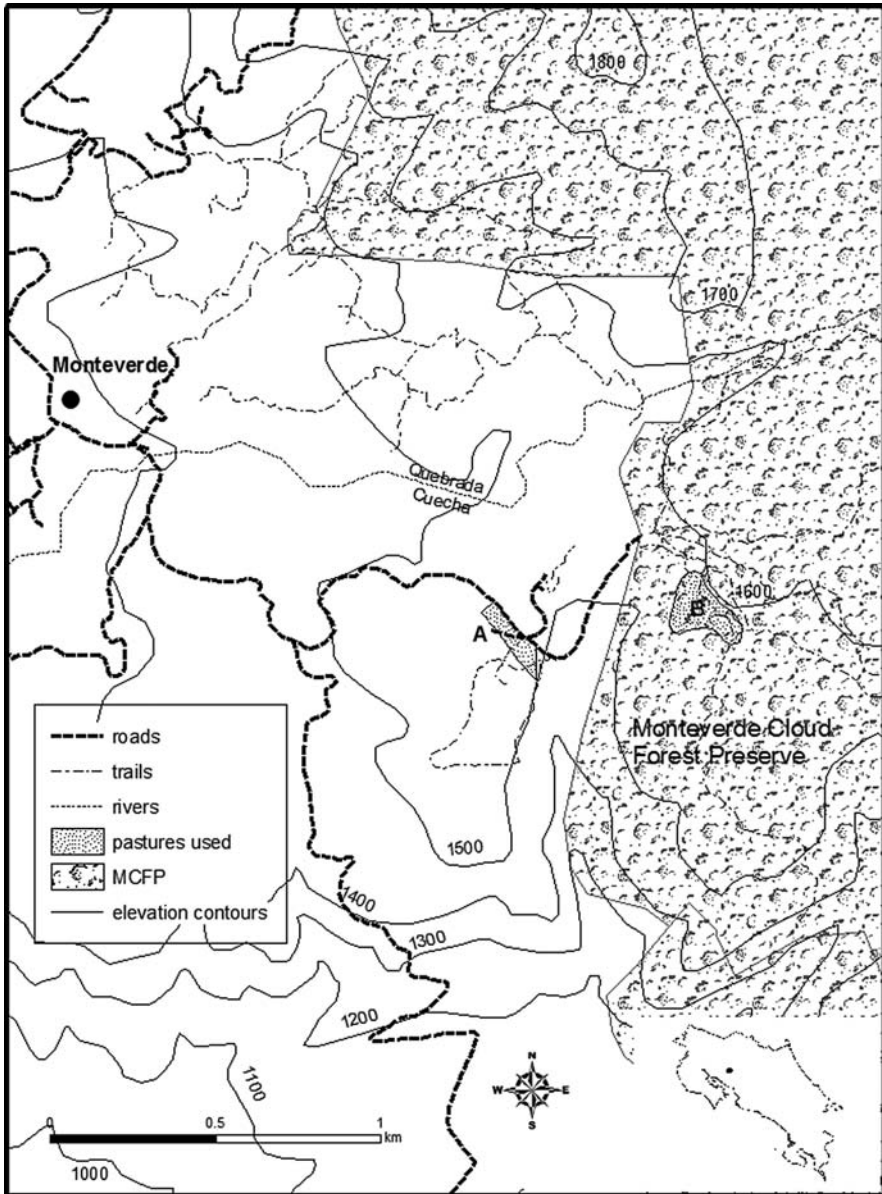 1800
1700
Monteverde
Quebrada
Cuecha
1600
B
A
Monteverde Cloud
Forest Preserve
roads
trails
rivers
pastures used
MCFP
elevation contours
1500
1400
1300
1200
1100
1000
N
W E
S
0 0.5 1
km